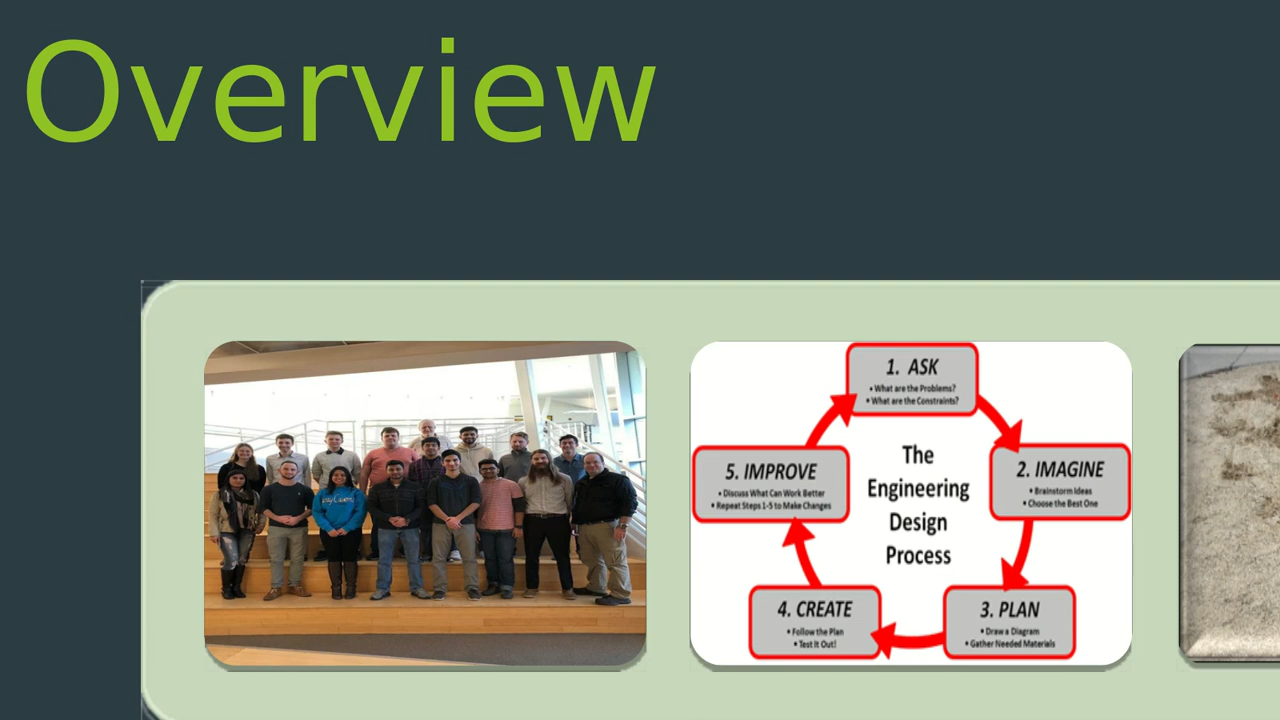 Overview
1. ASK
• What are the Problems?
• What are the Constraints?
5. IMPROVE
• Discuss What Can Work Better
• Repeat Steps 1-5 to Make Changes
The
Engineering
Design
Process
2. IMAGINE
• Brainstorm Ideas
• Choose the Best One
4. CREATE
• Follow the Plan
• Test It Out!
3. PLAN
• Draw a Diagram
• Gather Needed Materials